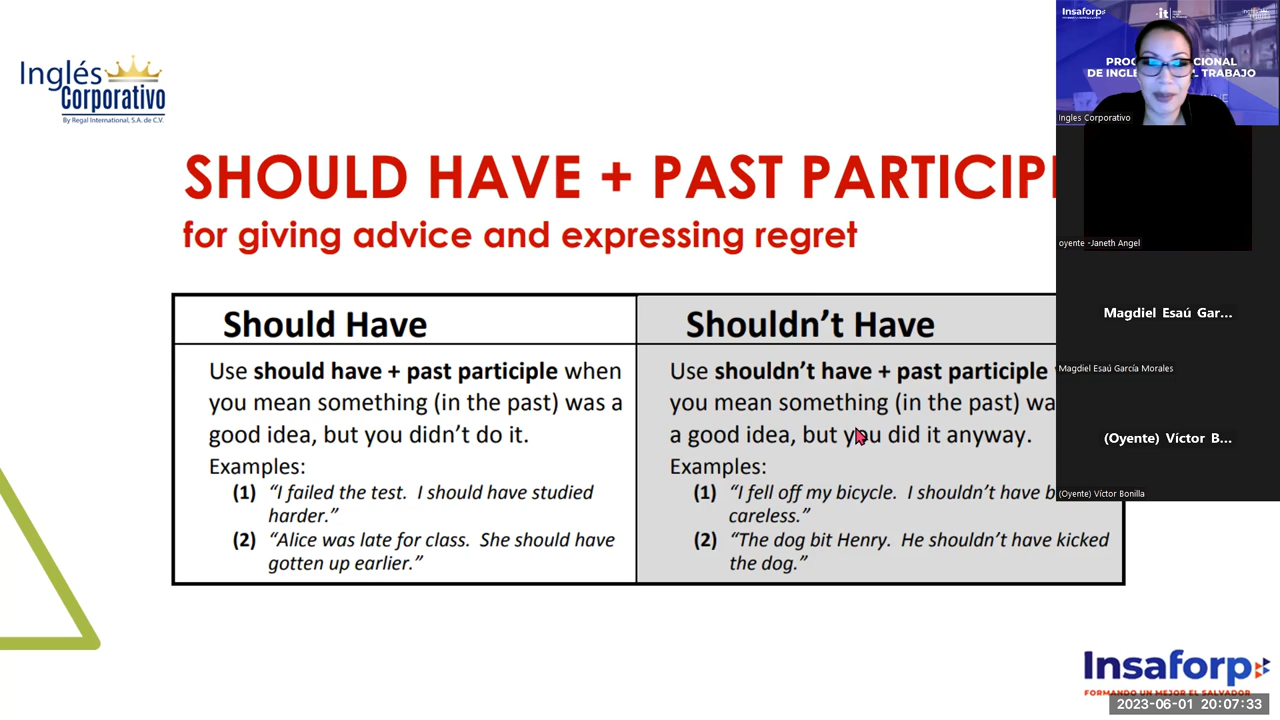 Inglés
Corporativo
By Regal International, S.A. de C.V.
SHOULD HAVE + PAST PARTICIP
for giving advice and expressing regret
Should Have
Use should have + past participle when
you mean something (in the past) was a
good idea, but you didn't do it.
Examples:
(1) “I failed the test. I should have studied
harder.”
(2) “Alice was late for class. She should have
gotten up earlier.”
Shouldn't Have
Use shouldn't have + past participle
you mean something (in the past) wa
a good idea, but you did it anyway.
Examples:
(1) “I fell off my bicycle. I shouldn't have b
careless.”
(2) “The dog bit Henry. He shouldn't have kicked
the dog.”
Insaforp
·it
PRO CIONAL
DE INGL L TRABAJO
Ingles Corporativo
oyente -Janeth Angel
Magdiel Esaú Gar...
Magdiel Esaú García Morales
(Oyente) Víctor B...
(Oyente) Víctor Bonilla
Insaforp
FORMANDO UN MEJOR EL SALVADOR
2023-06-01 20:07:33